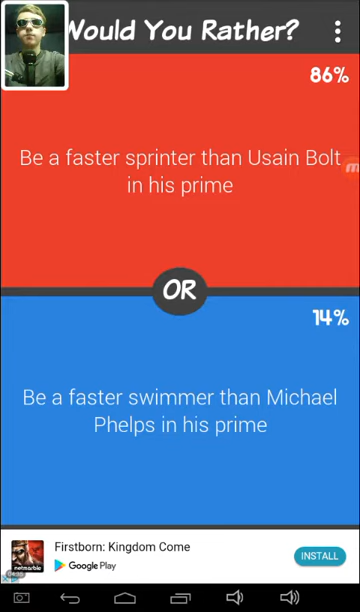 Would You Rather?
86%
Be a faster sprinter than Usain Bolt
in his prime
OR
14%
Be a faster swimmer than Michael
Phelps in his prime
Firstborn: Kingdom Come
INSTALL
netmarble
Google Play